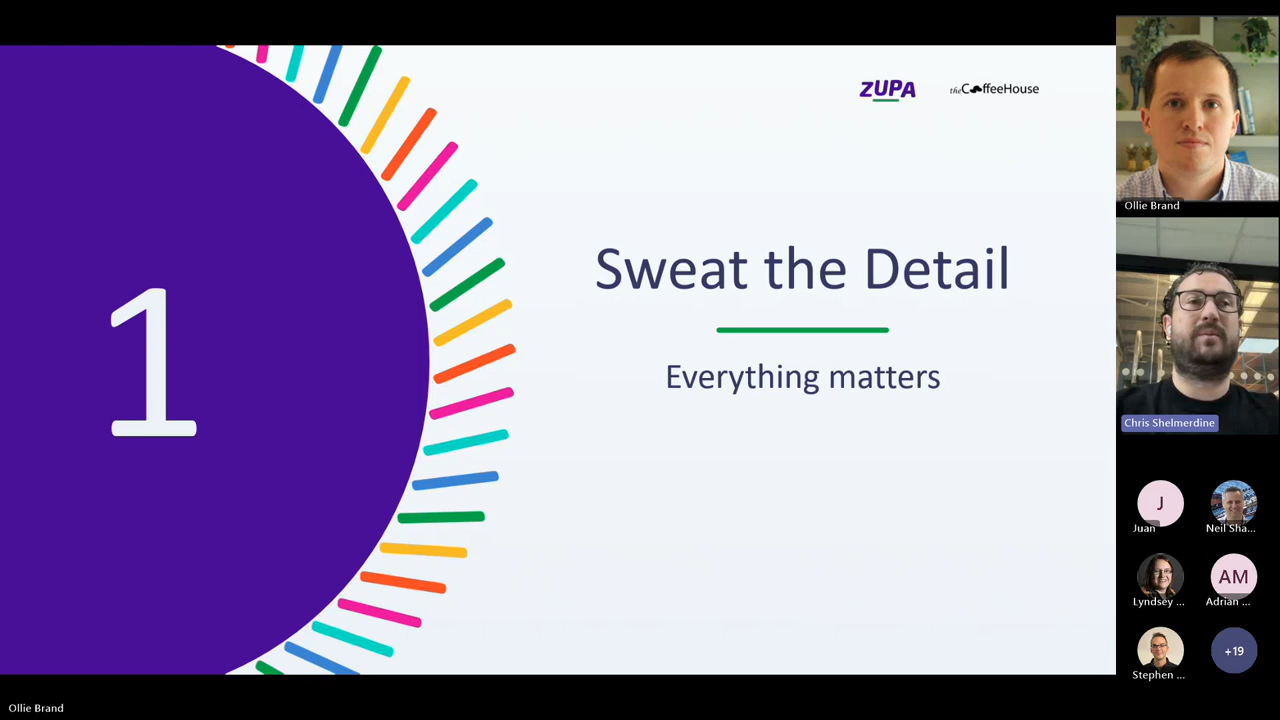 1
ZUPA
theCoffeeHouse
Sweat the Detail
Everything matters
Ollie Brand
Chris Shelmerdine
J
Juan
Neil Sha...
Lyndsey ...
AM
Adrian ...
Stephen ...
+19
Ollie Brand